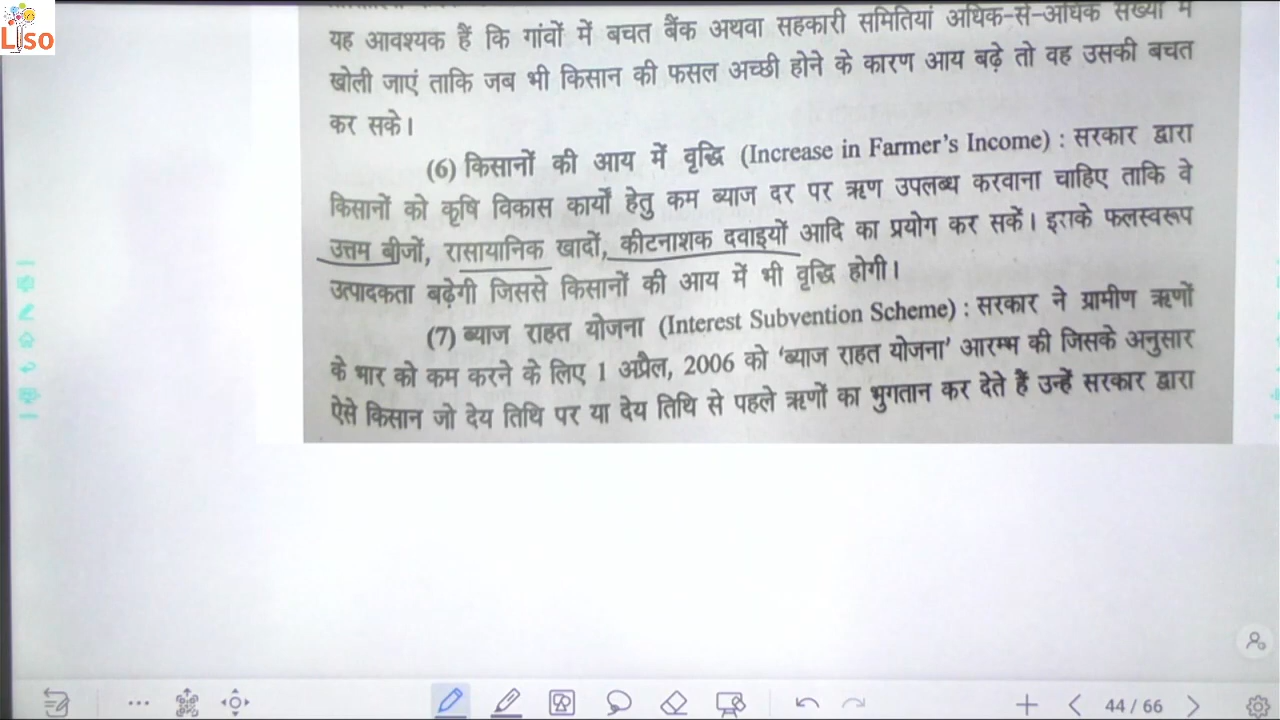 Liso
यह आवश्यक हैं कि गांवों में बचत बैंक अथवा सहकारी समितियां अधिक-से-अधिक संख्या में
खोली जाएं ताकि जब भी किसान की फसल अच्छी होने के कारण आय बढ़े तो वह उसकी बचत
कर सके।
(6) किसानों की आय में वृद्धि (Increase in Farmer's Income) : सरकार द्वारा
किसानों को कृषि विकास कार्यों हेतु कम ब्याज दर पर ऋण उपलब्ध करवाना चाहिए ताकि वे
उत्तम बीजों, रासायानिक खादों, कीटनाशक दवाइयों आदि का प्रयोग कर सकें। इसके फलस्वरूप
उत्पादकता बढ़ेगी जिससे किसानों की आय में भी वृद्धि होगी।
(7) ब्याज राहत योजना (Interest Subvention Scheme) : सरकार ने ग्रामीण ऋणों
के भार को कम करने के लिए 1 अप्रैल, 2006 को 'ब्याज राहत योजना' आरम्भ की जिसके अनुसार
ऐसे किसान जो देय तिथि पर या देय तिथि से पहले ऋणों का भुगतान कर देते हैं उन्हें सरकार द्वारा
44 / 66